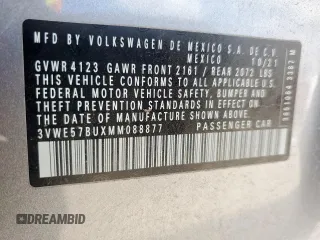 MFD BY VOLKSWAGEN DE MEXICO S.A. DE C.V.
MEXICO 10/21
GVWR 4123 GAWR FRONT 2161 / REAR 2072 LBS
THIS VEHICLE CONFORMS TO ALL APPLICABLE U.S.
FEDERAL MOTOR VEHICLE SAFETY, BUMPER AND
THEFT PREVENTION STANDARDS IN EFFECT ON
THE DATE OF MANUFACTURE SHOWN ABOVE.
3VWE57BUXMM088877 PASSENGER CAR
DREAMBID